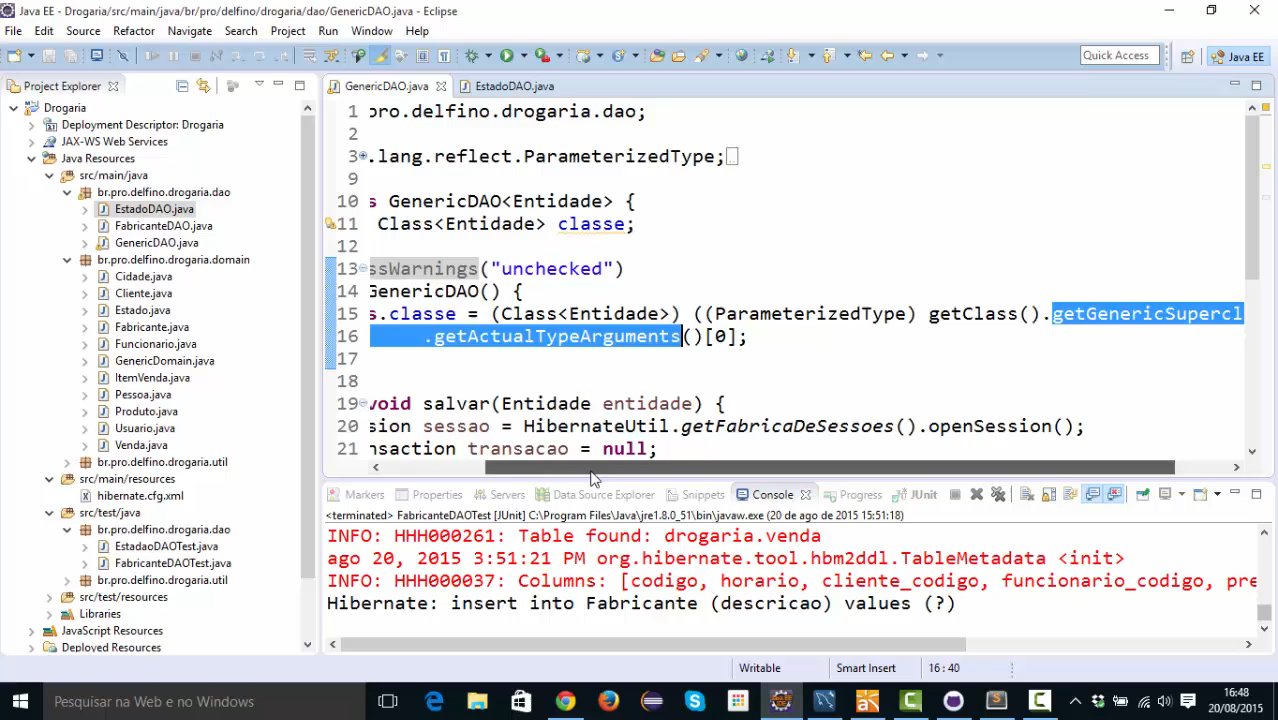 Java EE - Drogaria/src/main/java/br/pro/delfino/drogaria/dao/GenericDAO.java - Eclipse
File Edit Source Refactor Navigate Search Project Run Window Help
Quick Access
Java EE
Project Explorer
Drogaria
Deployment Descriptor: Drogaria
JAX-WS Web Services
Java Resources
src/main/java
br.pro.delfino.drogaria.dao
EstadoDAO.java
FabricanteDAO.java
GenericDAO.java
br.pro.delfino.drogaria.domain
Cidade.java
Cliente.java
Estado.java
Fabricante.java
Funcionario.java
GenericDomain.java
ItemVenda.java
Pessoa.java
Produto.java
Usuario.java
Venda.java
br.pro.delfino.drogaria.util
src/main/resources
hibernate.cfg.xml
src/test/java
br.pro.delfino.drogaria.dao
EstadaoDAOTest.java
FabricanteDAOTest.java
br.pro.delfino.drogaria.util
src/test/resources
Libraries
JavaScript Resources
Deployed Resources
GenericDAO.java EstadoDAO.java
1 pro.delfino.drogaria.dao;
2
3 .lang.reflect.ParameterizedType;
9
10 s GenericDAO<Entidade> {
11 Class<Entidade> classe;
12
13 ssWarnings("unchecked")
14 GenericDAO() {
15 s.classe = (Class<Entidade>) ((ParameterizedType) getClass().getGenericSupercl
16 .getActualTypeArguments()[0];
17
18
19 void salvar(Entidade entidade) {
20 sion sessao = HibernateUtil.getFabricaDeSessoes().openSession();
21 nsaction transacao = null;
Markers Properties Servers Data Source Explorer Snippets Console Progress JUnit
<terminated> FabricanteDAOTest [JUnit] C:\Program Files\Java\jre1.8.0_51\bin\javaw.exe (20 de ago de 2015 15:51:18)
INFO: HHH000261: Table found: drogaria.venda
ago 20, 2015 3:51:21 PM org.hibernate.tool.hbm2ddl.TableMetadata <init>
INFO: HHH000037: Columns: [codigo, horario, cliente_codigo, funcionario_codigo, pre
Hibernate: insert into Fabricante (descricao) values (?)
Writable Smart Insert 16 : 40
Pesquisar na Web e no Windows
16:48
20/08/2015